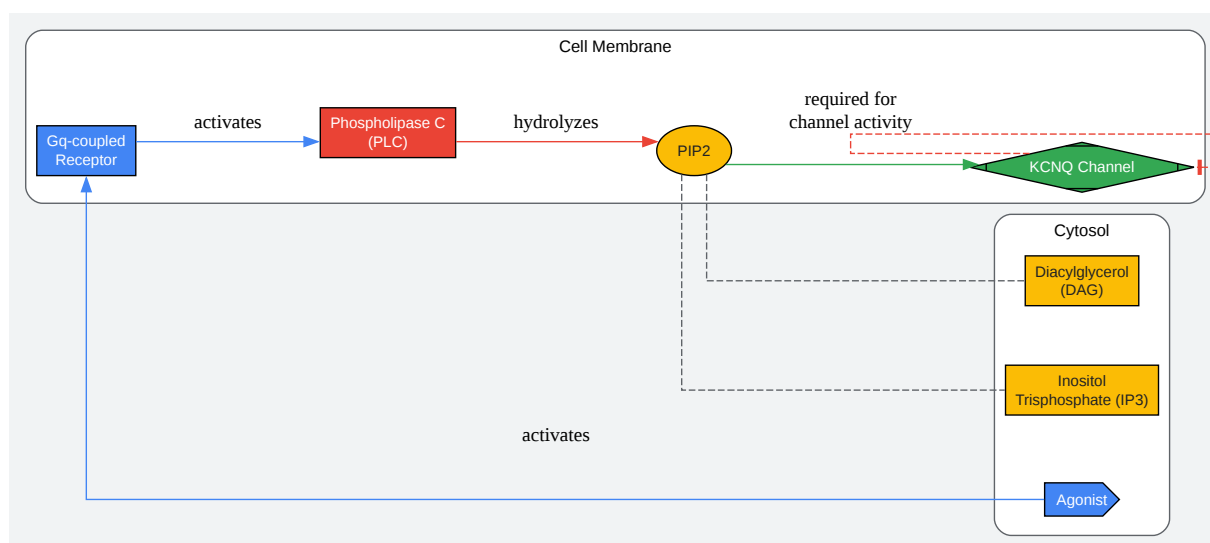 Cell Membrane
required for
channel activity
activates
hydrolyzes
Gq-coupled
Receptor
Phospholipase C
(PLC)
PIP2
KCNQ Channel
Cytosol
Diacylglycerol
(DAG)
Inositol
Trisphosphate (IP3)
activates
Agonist